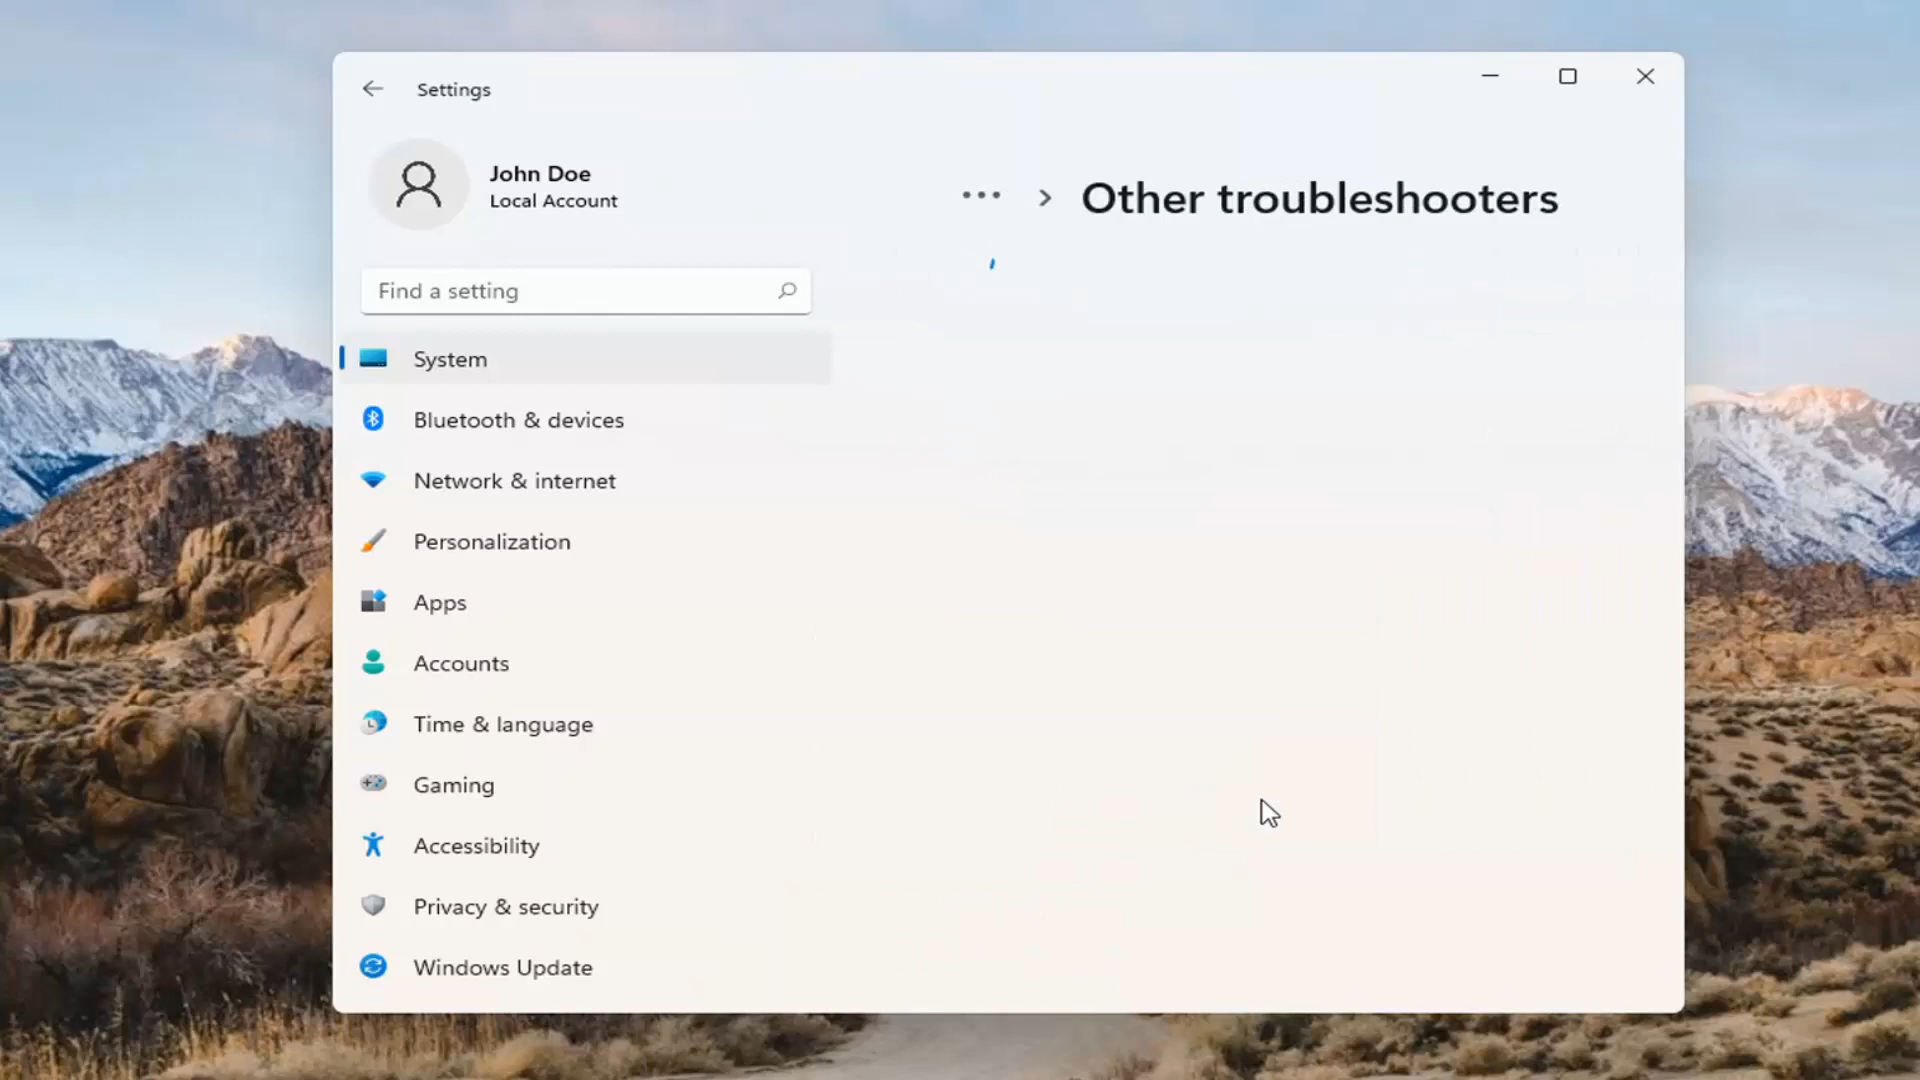 Settings
John Doe
Local Account
Other troubleshooters
Find a setting
System
Bluetooth & devices
Network & internet
Personalization
Apps
Accounts
Time & language
Gaming
Accessibility
Privacy & security
Windows Update